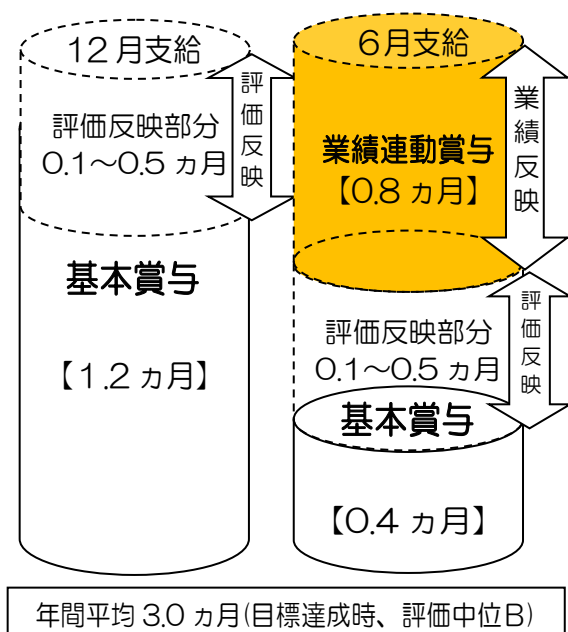 12月支給
評価反映部分
0.1～0.5 ヵ月
評価反映
基本賞与
【1.2 ヵ月】
6月支給
業績連動賞与
【0.8 ヵ月】
業績反映
評価反映部分
0.1～0.5 ヵ月
評価反映
基本賞与
【0.4 ヵ月】
年間平均 3.0 ヵ月(目標達成時、評価中位B)